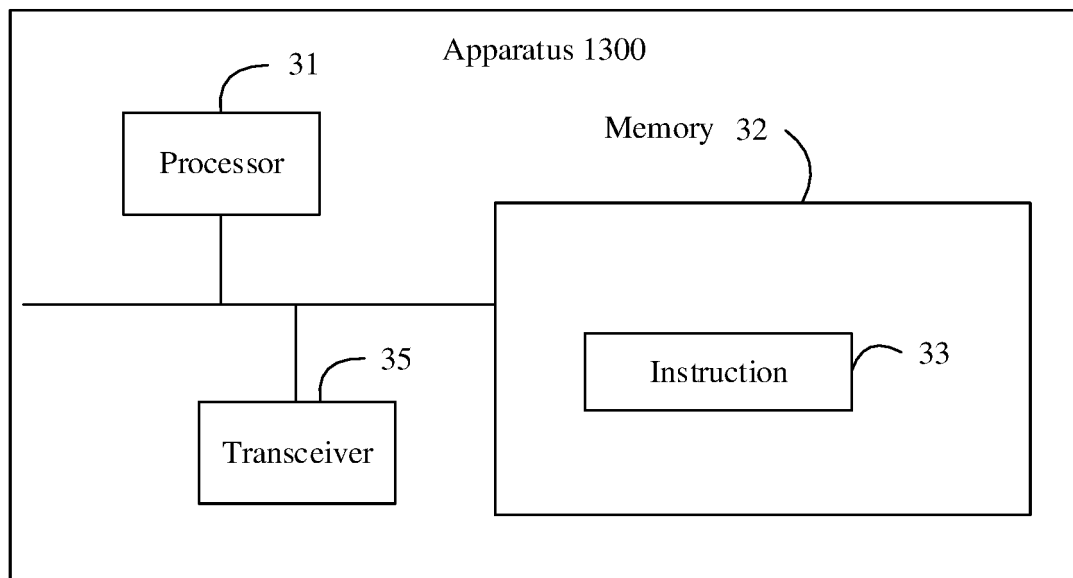 Apparatus 1300
31
Processor
Memory 32
Instruction
33
35
Transceiver